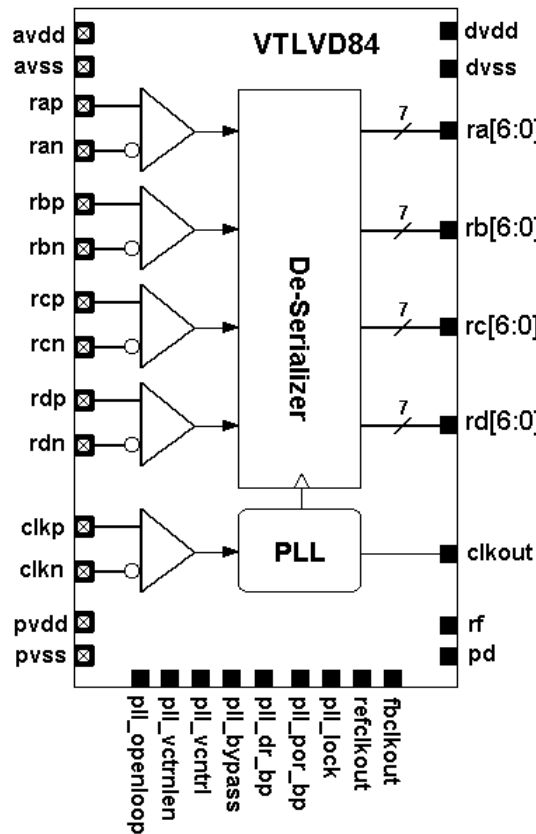 VTLVD84
avdd
avss
rap
ran
rbp
rbn
rcp
rcn
rdp
rdn
clkp
clkn
pvdd
pvss
De-Serializer
PLL
7
7
7
7
dvdd
dvss
ra[6:0]
rb[6:0]
rc[6:0]
rd[6:0]
clkout
rf
pd
pll_openloop
pll_vctrnlen
pll_vcntrl
pll_bypass
pll_dr_bp
pll_por_bp
pll_lock
refclkout
fbclkout